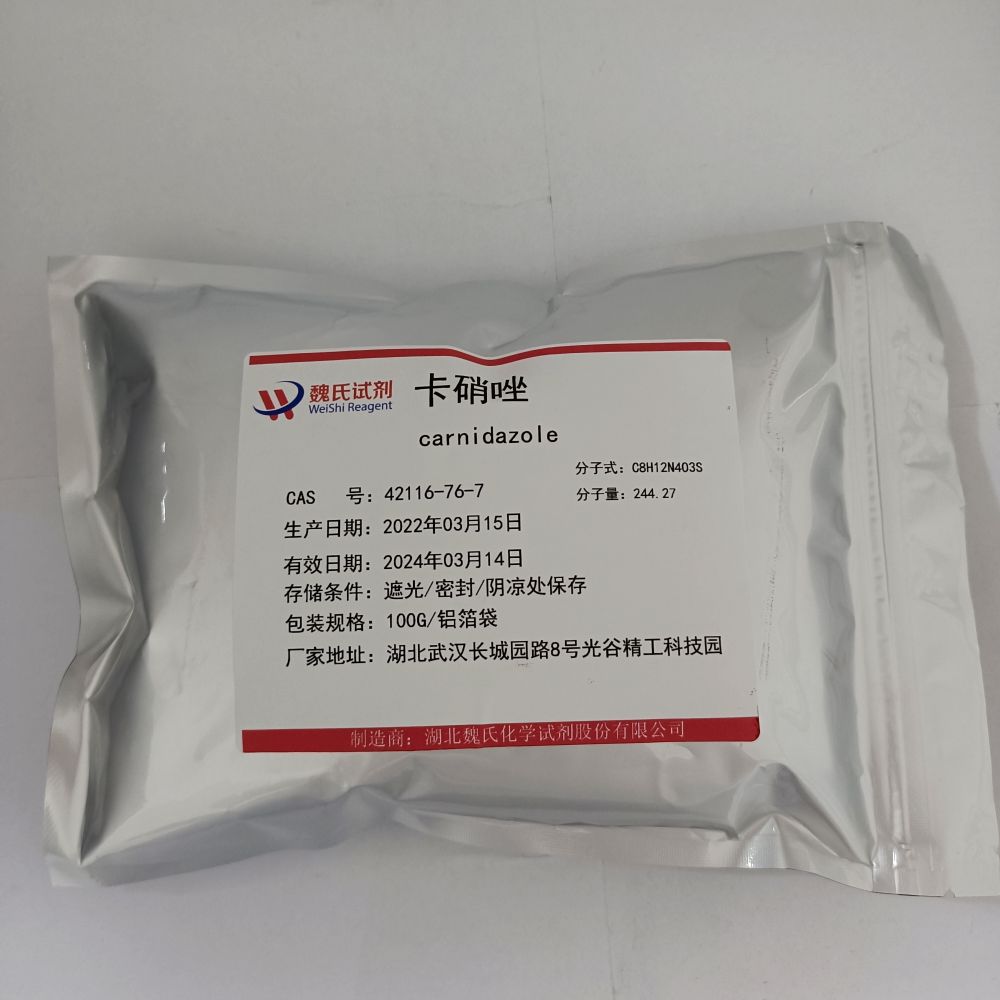 魏氏试剂
WeiShi Reagent
卡硝唑
carnidazole
分子式：C8H12N4O3S
CAS 号：42116-76-7
分子量：244.27
生产日期：2022年03月15日
有效日期：2024年03月14日
存储条件：遮光/密封/阴凉处保存
包装规格：100G/铝箔袋
厂家地址：湖北武汉长城园路8号光谷精工科技园
制造商：湖北魏氏化学试剂股份有限公司